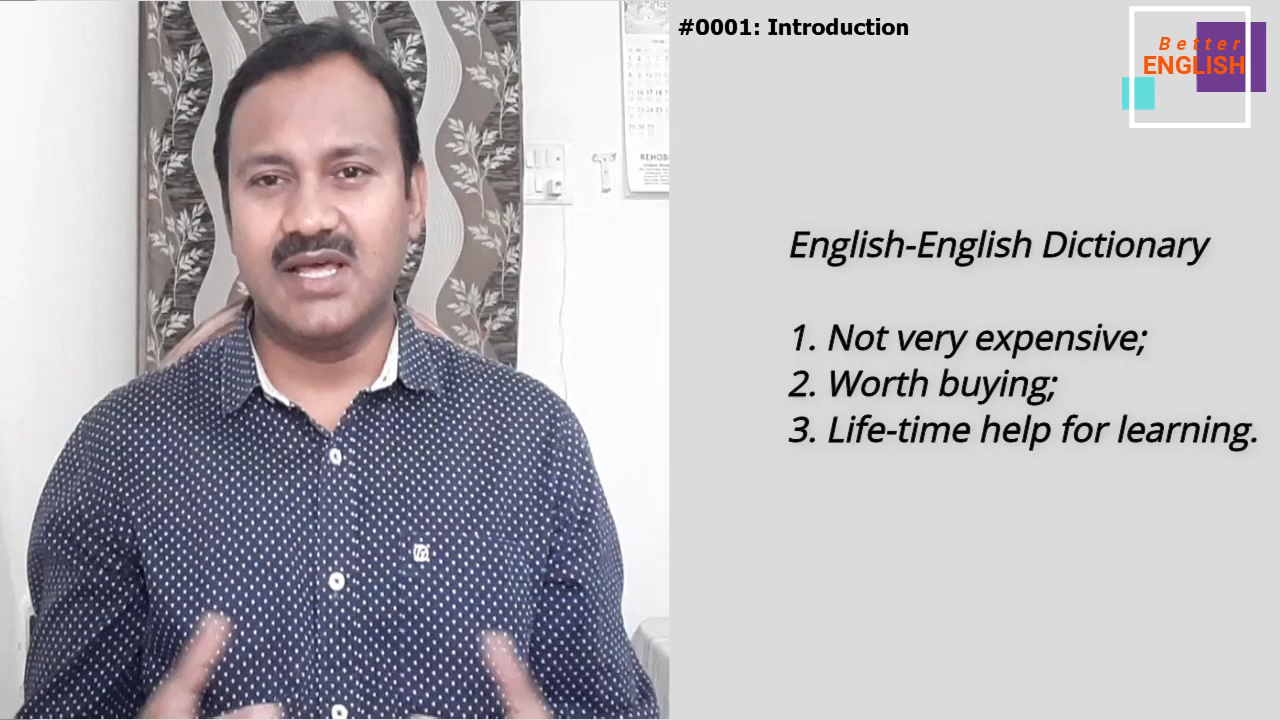 #0001: Introduction
Better
ENGLISH
English-English Dictionary
1. Not very expensive;
2. Worth buying;
3. Life-time help for learning.
REHOB